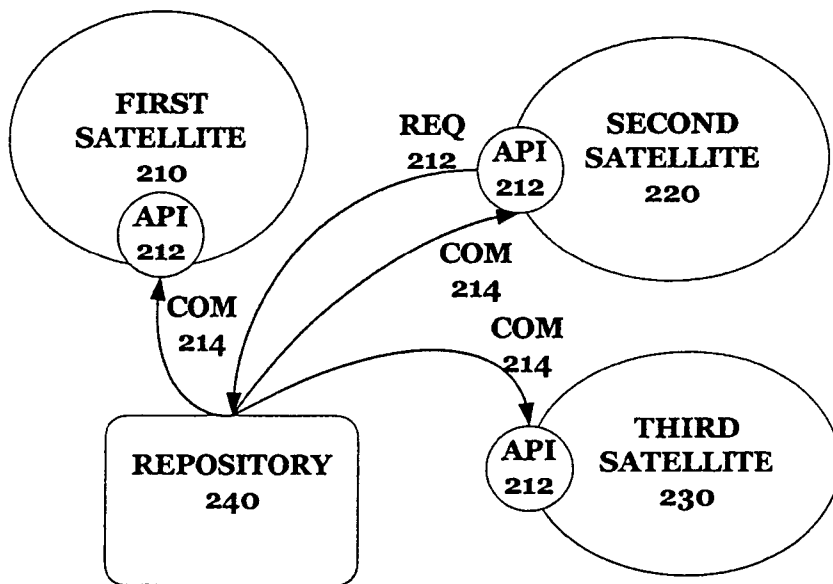 FIRST
SATELLITE
210
API
212
REQ
212
API
212
SECOND
SATELLITE
220
COM
214
COM
214
COM
214
REPOSITORY
240
API
212
THIRD
SATELLITE
230